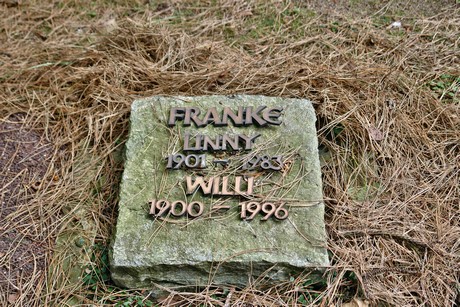 FRANKE
LINNY
1901 - 1983
WILLI
1900 - 1996